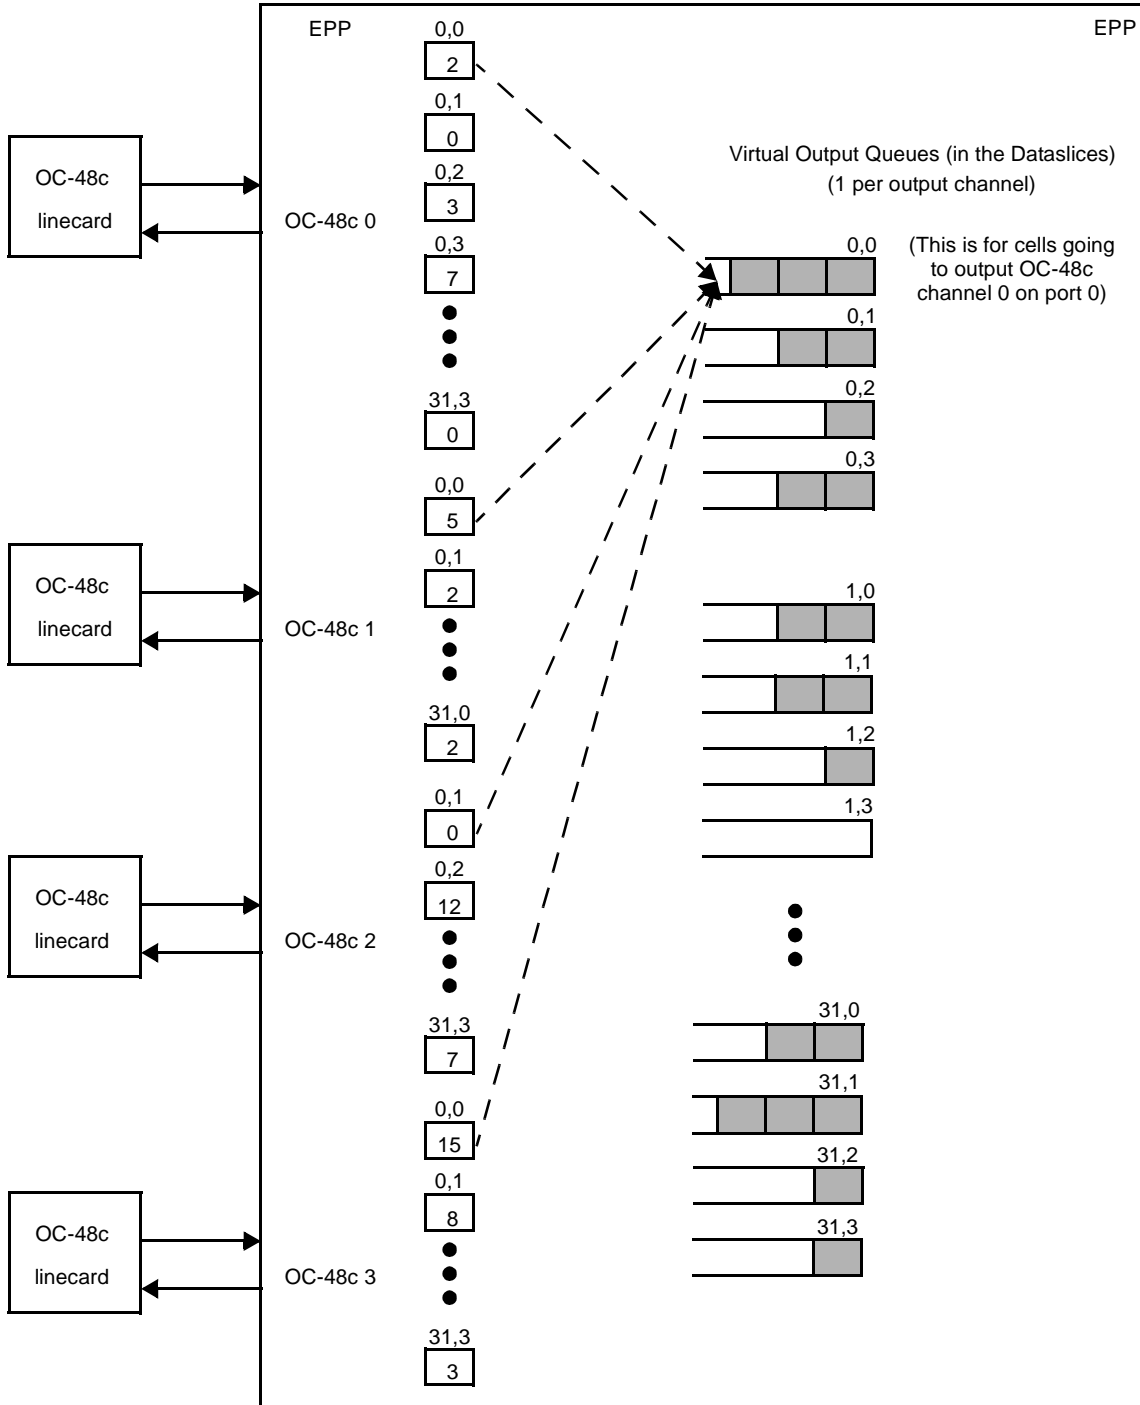 EPP
EPP
0,0
2
0,1
0
0,2
3
0,3
7
31,3
0
OC-48c
linecard
OC-48c 0
0,0
5
0,1
2
31,0
2
OC-48c
linecard
OC-48c 1
0,1
0
0,2
12
31,3
7
OC-48c
linecard
OC-48c 2
0,0
15
0,1
8
31,3
3
OC-48c
linecard
OC-48c 3
Virtual Output Queues (in the Dataslices)
(1 per output channel)
0,0
(This is for cells going
to output OC-48c
channel 0 on port 0)
0,1
0,2
0,3
1,0
1,1
1,2
1,3
31,0
31,1
31,2
31,3